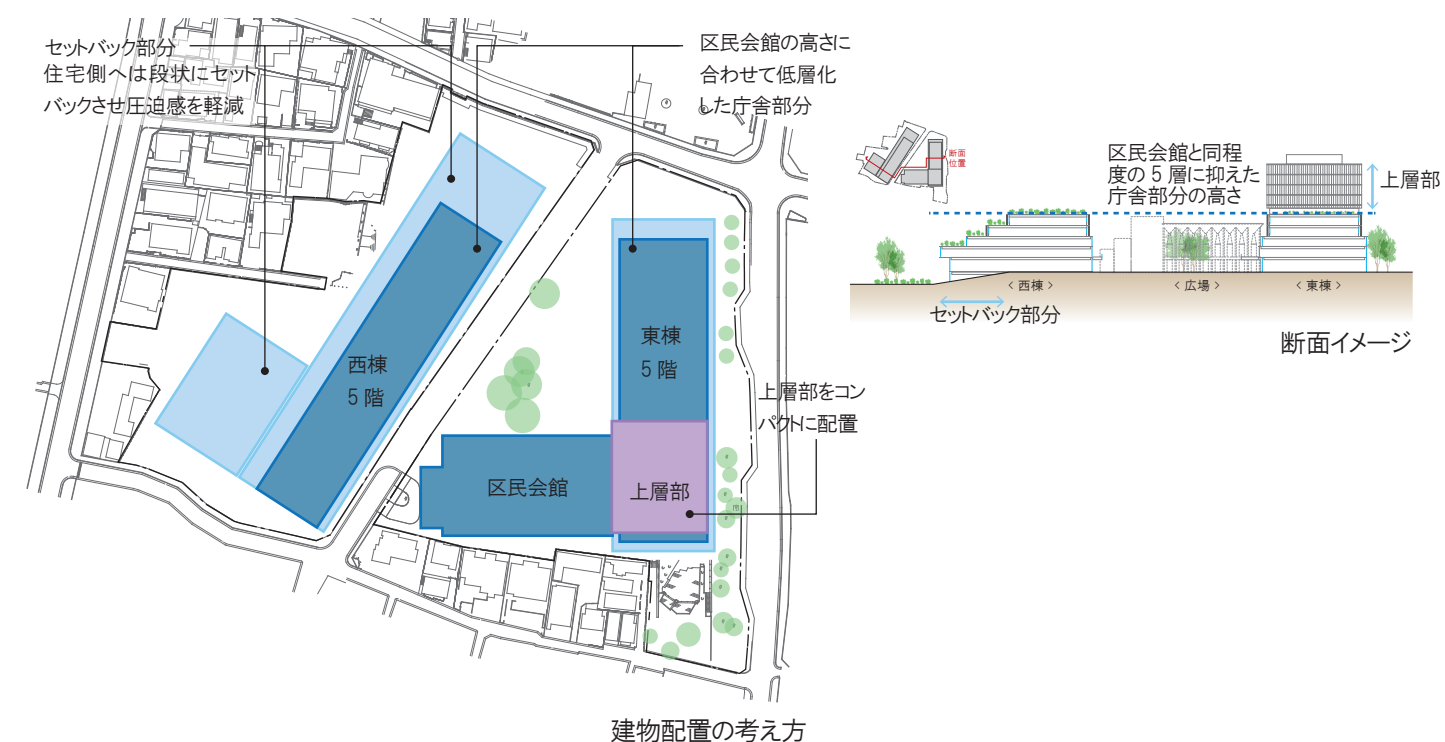 セットバック部分
住宅側へは段状にセット
バックさせ圧迫感を軽減
区民会館の高さに
合わせて低層化
した庁舎部分
西棟
5 階
東棟
5 階
上層部をコン
パクトに配置
区民会館
上層部
建物配置の考え方
断面
位置
区民会館と同程
度の 5 層に抑えた
庁舎部分の高さ
上層部
〈 西棟 〉
〈 広場 〉
〈 東棟 〉
セットバック部分
断面イメージ